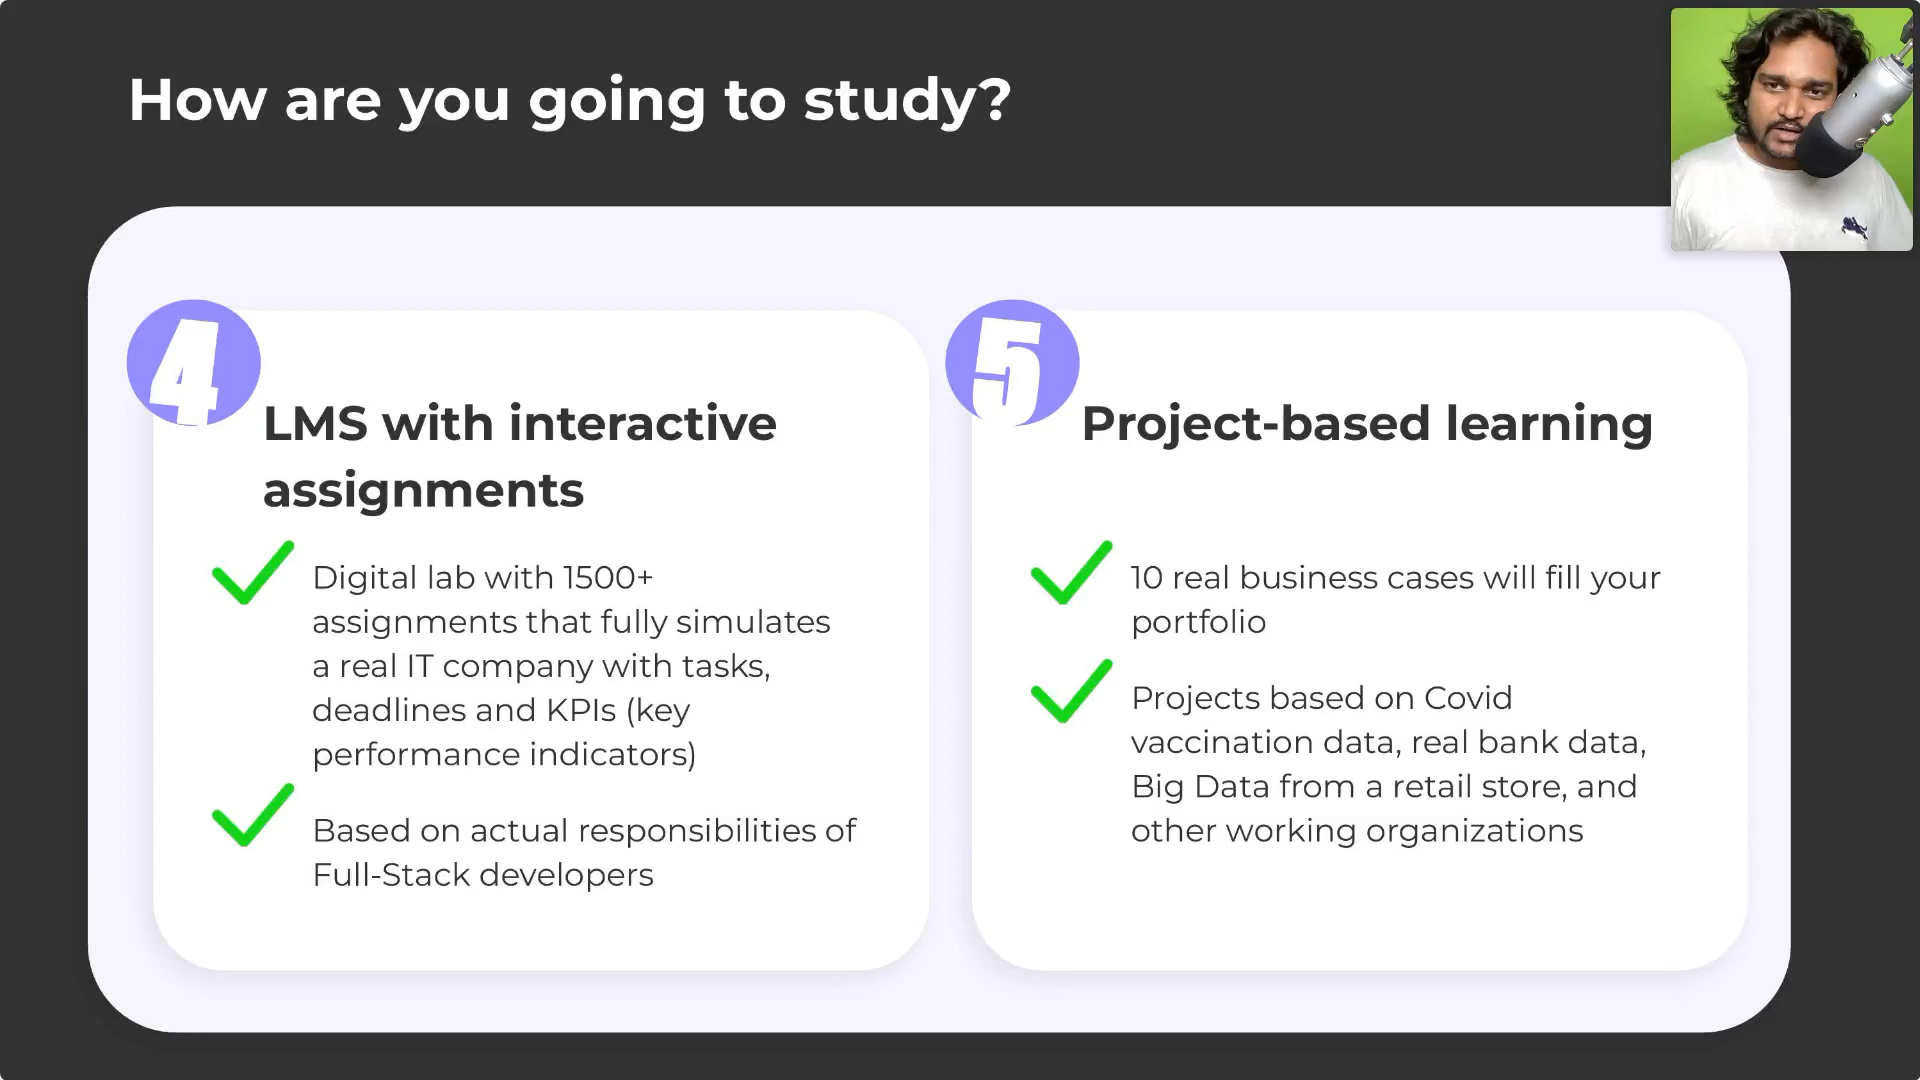 How are you going to study?
4
LMS with interactive
assignments
Digital lab with 1500+
assignments that fully simulates
a real IT company with tasks,
deadlines and KPIs (key
performance indicators)
Based on actual responsibilities of
Full-Stack developers
5
Project-based learning
10 real business cases will fill your
portfolio
Projects based on Covid
vaccination data, real bank data,
Big Data from a retail store, and
other working organizations